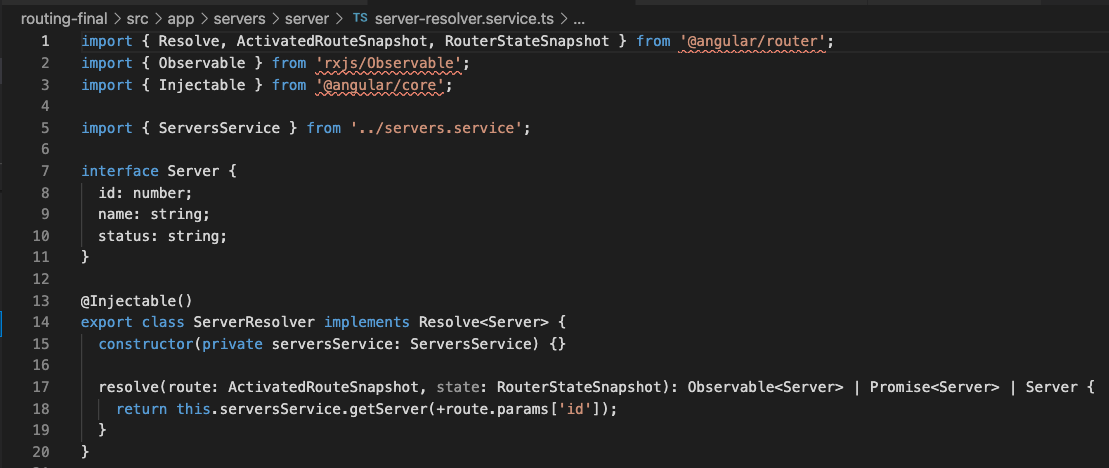 routing-final > src > app > servers > server > TS server-resolver.service.ts > ...
1 import { Resolve, ActivatedRouteSnapshot, RouterStateSnapshot } from '@angular/router';
2 import { Observable } from 'rxjs/Observable';
3 import { Injectable } from '@angular/core';
4
5 import { ServersService } from '../servers.service';
6
7 interface Server {
8   id: number;
9   name: string;
10   status: string;
11 }
12
13 @Injectable()
14 export class ServerResolver implements Resolve<Server> {
15   constructor(private serversService: ServersService) {}
16
17   resolve(route: ActivatedRouteSnapshot, state: RouterStateSnapshot): Observable<Server> | Promise<Server> | Server {
18     return this.serversService.getServer(+route.params['id']);
19   }
20 }